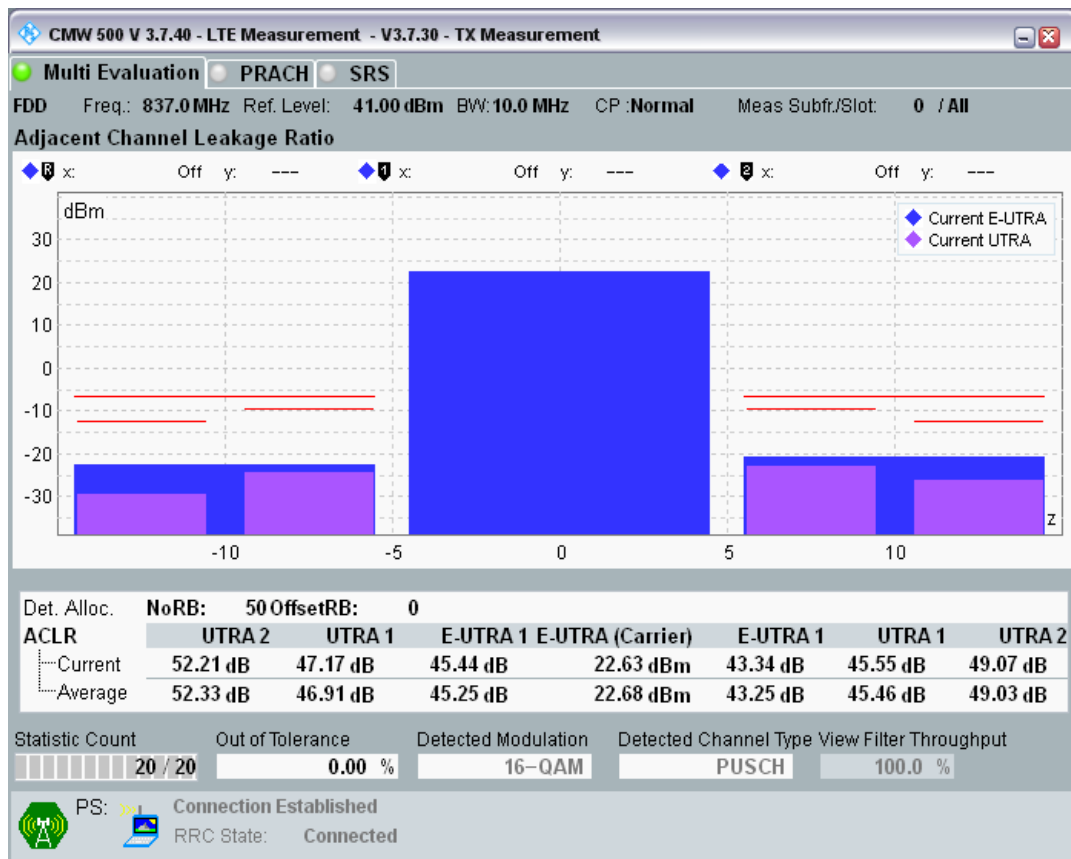 CMW 500 V 3.7.40 - LTE Measurement - V3.7.30 - TX Measurement
Multi Evaluation PRACH SRS
FDD Freq.: 837.0 MHz Ref. Level: 41.00 dBm BW: 10.0 MHz CP :Normal Meas Subfr./Slot: 0 / All
Adjacent Channel Leakage Ratio
R x: Off y: --- 1 x: Off y: --- 2 x: Off y: ---
dBm
Current E-UTRA
Current UTRA
30
20
10
0
-10
-20
-30
z
-10 -5 0 5 10
Det. Alloc. NoRB: 50 OffsetRB: 0
ACLR UTRA 2 UTRA 1 E-UTRA 1 E-UTRA (Carrier) E-UTRA 1 UTRA 1 UTRA 2
Current 52.21 dB 47.17 dB 45.44 dB 22.63 dBm 43.34 dB 45.55 dB 49.07 dB
Average 52.33 dB 46.91 dB 45.25 dB 22.68 dBm 43.25 dB 45.46 dB 49.03 dB
Statistic Count Out of Tolerance Detected Modulation Detected Channel Type View Filter Throughput
20 / 20 0.00 % 16-QAM PUSCH 100.0 %
PS: Connection Established
RRC State: Connected